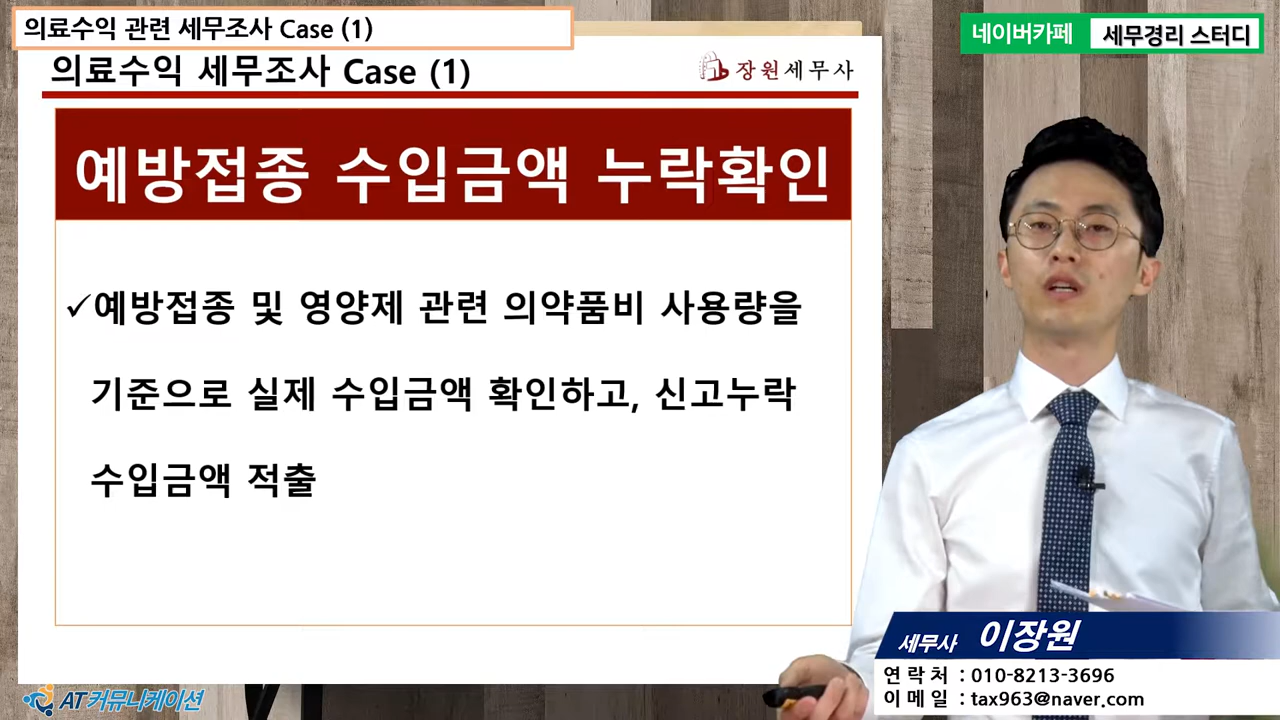 의료수익 관련 세무조사 Case (1)
네이버카페 세무경리 스터디
의료수익 세무조사 Case (1)
장원세무사
예방접종 수입금액 누락확인
✓예방접종 및 영양제 관련 의약품비 사용량을
기준으로 실제 수입금액 확인하고, 신고누락
수입금액 적출
세무사 이장원
연락처 : 010-8213-3696
이메일 : tax963@naver.com
AT커뮤니케이션